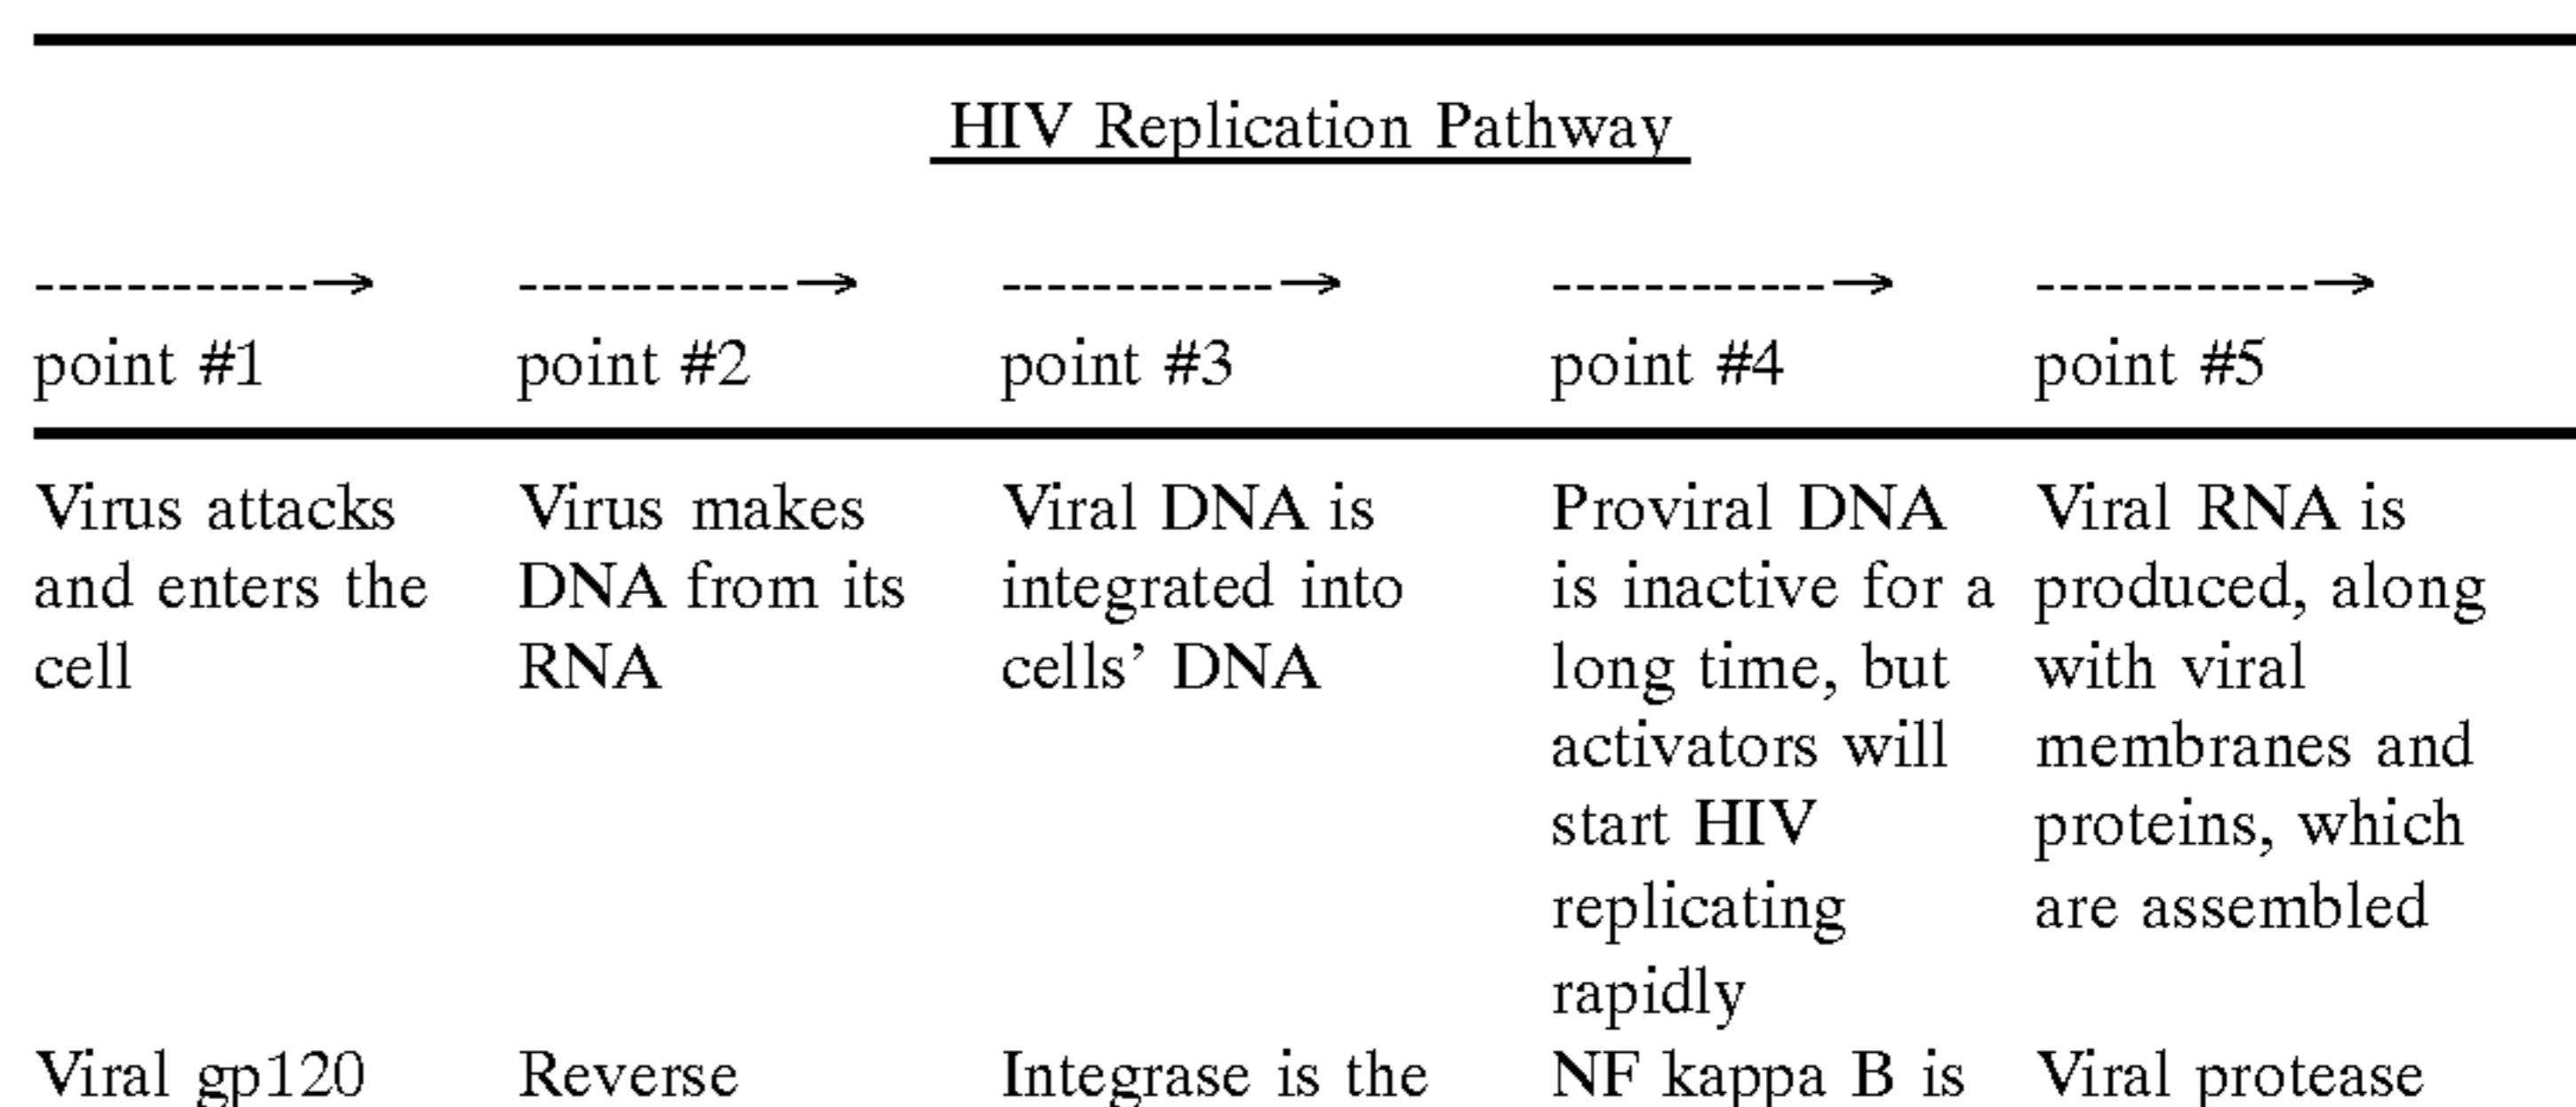 HIV Replication Pathway
------------→ ------------→ ------------→ ------------→ ------------→
point #1 point #2 point #3 point #4 point #5
Virus attacks Virus makes Viral DNA is Proviral DNA Viral RNA is
and enters the DNA from its integrated into is inactive for a produced, along
cell RNA cells’ DNA long time, but with viral
activators will membranes and
start HIV proteins, which
replicating are assembled
rapidly
Viral gp120 Reverse Integrase is the NF kappa B is Viral protease